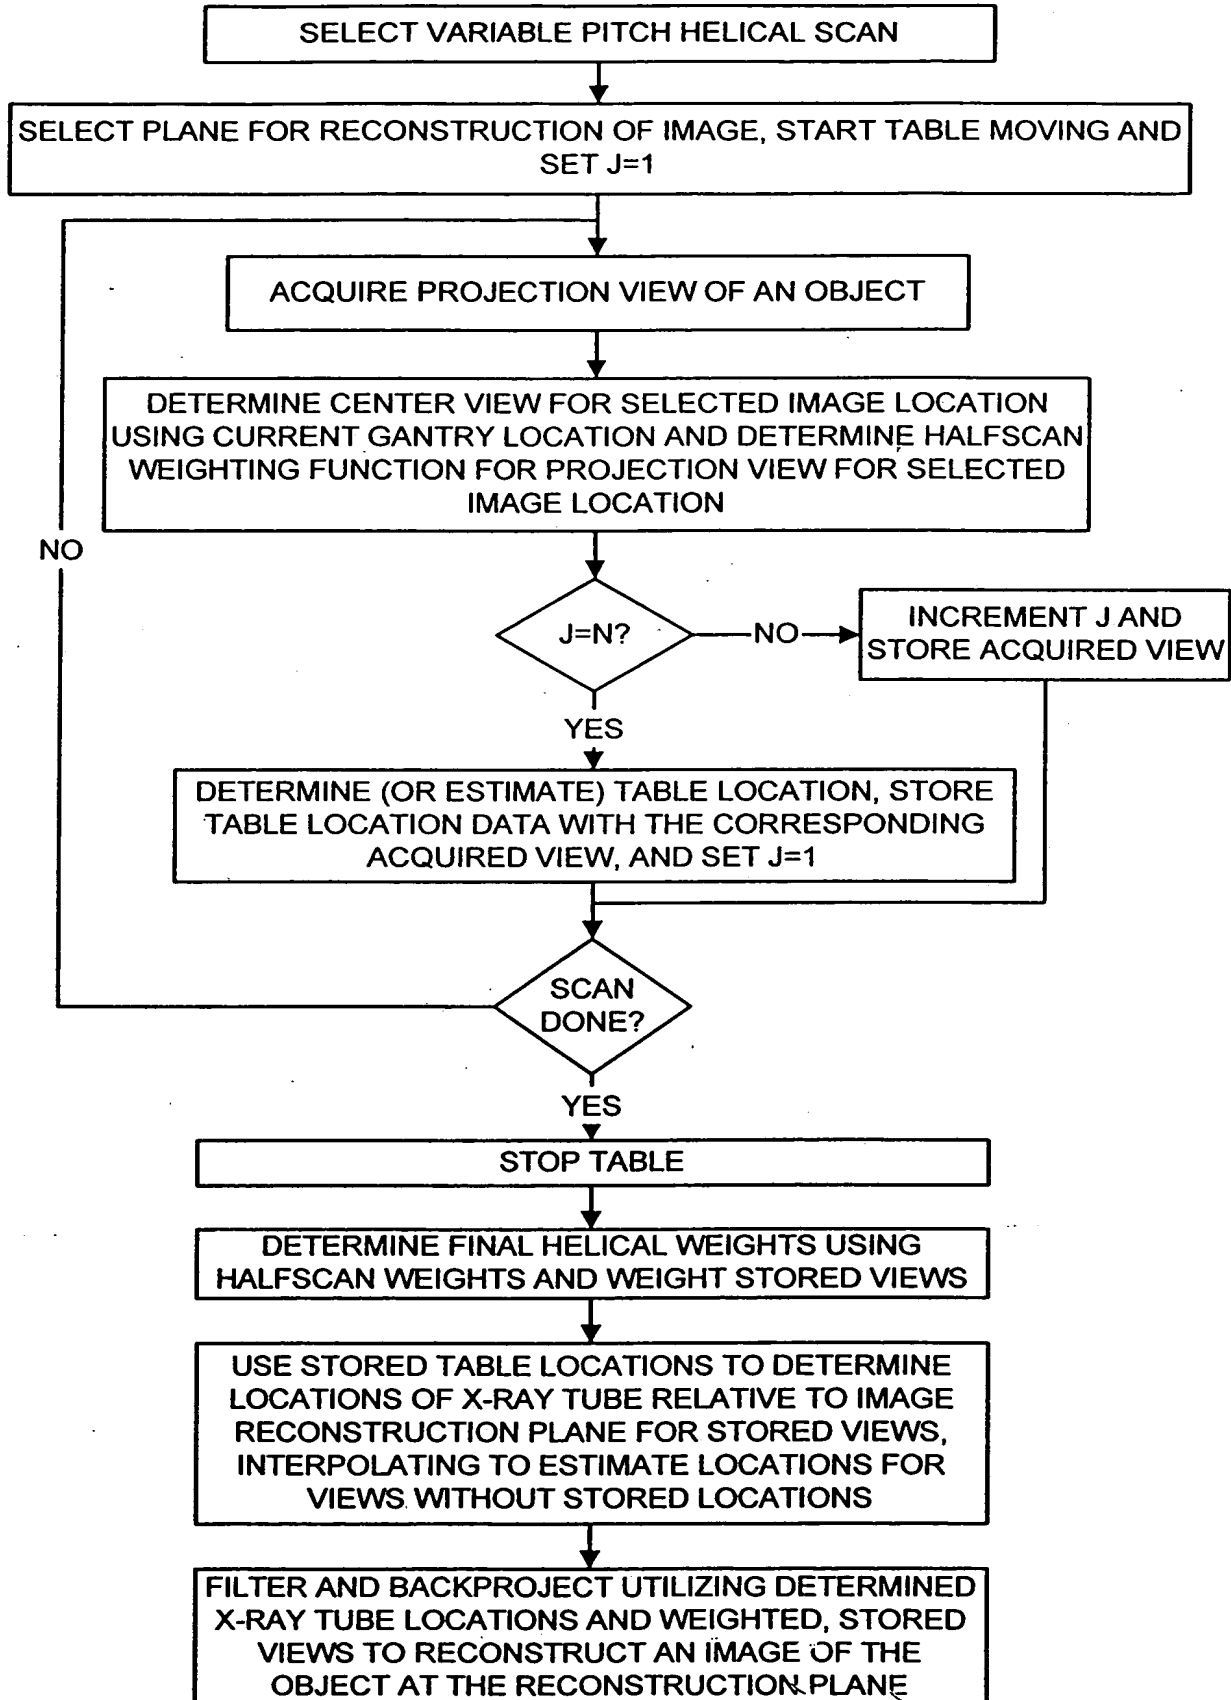 SELECT VARIABLE PITCH HELICAL SCAN
SELECT PLANE FOR RECONSTRUCTION OF IMAGE, START TABLE MOVING AND
SET J=1
ACQUIRE PROJECTION VIEW OF AN OBJECT
DETERMINE CENTER VIEW FOR SELECTED IMAGE LOCATION
USING CURRENT GANTRY LOCATION AND DETERMINE HALFSCAN
WEIGHTING FUNCTION FOR PROJECTION VIEW FOR SELECTED
IMAGE LOCATION
NO
J=N?
NO
INCREMENT J AND
STORE ACQUIRED VIEW
YES
DETERMINE (OR ESTIMATE) TABLE LOCATION, STORE
TABLE LOCATION DATA WITH THE CORRESPONDING
ACQUIRED VIEW, AND SET J=1
SCAN
DONE?
YES
STOP TABLE
DETERMINE FINAL HELICAL WEIGHTS USING
HALFSCAN WEIGHTS AND WEIGHT STORED VIEWS
USE STORED TABLE LOCATIONS TO DETERMINE
LOCATIONS OF X-RAY TUBE RELATIVE TO IMAGE
RECONSTRUCTION PLANE FOR STORED VIEWS,
INTERPOLATING TO ESTIMATE LOCATIONS FOR
VIEWS WITHOUT STORED LOCATIONS
FILTER AND BACKPROJECT UTILIZING DETERMINED
X-RAY TUBE LOCATIONS AND WEIGHTED, STORED
VIEWS TO RECONSTRUCT AN IMAGE OF THE
OBJECT AT THE RECONSTRUCTION PLANE